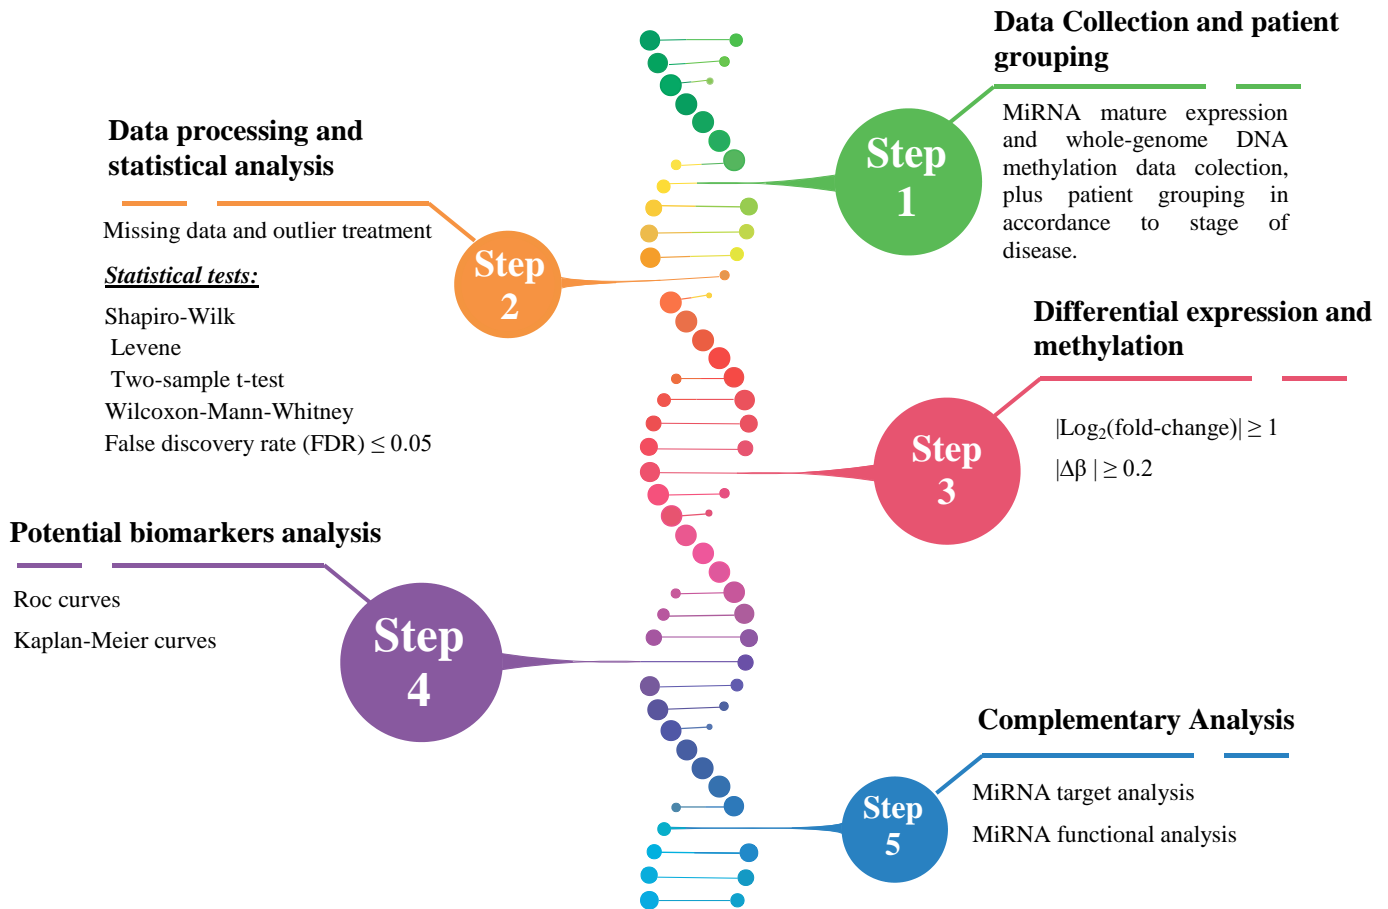 Data Collection and patient
grouping
Step
1
MiRNA mature expression
and whole-genome DNA
methylation data colection,
plus patient grouping in
accordance to stage of
disease.
Data processing and
statistical analysis
Step
2
Missing data and outlier treatment
Statistical tests:
Shapiro-Wilk
Levene
Two-sample t-test
Wilcoxon-Mann-Whitney
False discovery rate (FDR) ≤ 0.05
Differential expression and
methylation
Step
3
|Log₂(fold-change)| ≥ 1
|Δβ | ≥ 0.2
Potential biomarkers analysis
Step
4
Roc curves
Kaplan-Meier curves
Complementary Analysis
Step
5
MiRNA target analysis
MiRNA functional analysis